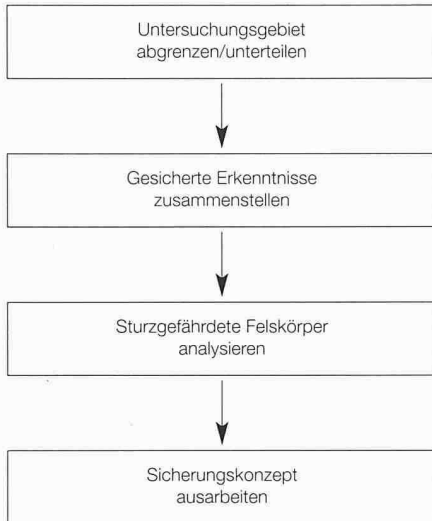 Untersuchungsgebiet
abgrenzen/unterteilen
Gesicherte Erkenntnisse
zusammenstellen
Sturzgefährdete Felskörper
analysieren
Sicherungskonzept
ausarbeiten